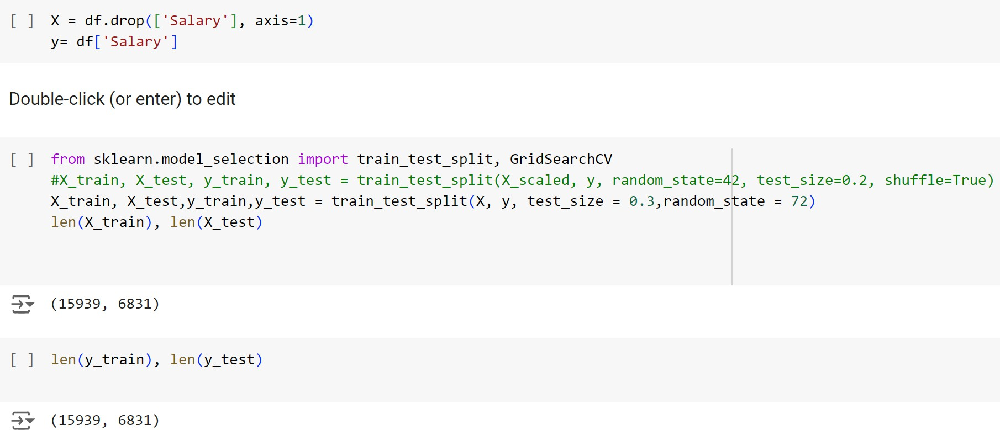 [ ] X = df.drop(['Salary'], axis=1)
y= df['Salary']
Double-click (or enter) to edit
[ ] from sklearn.model_selection import train_test_split, GridSearchCV
#X_train, X_test, y_train, y_test = train_test_split(X_scaled, y, random_state=42, test_size=0.2, shuffle=True)
X_train, X_test,y_train,y_test = train_test_split(X, y, test_size = 0.3,random_state = 72)
len(X_train), len(X_test)
(15939, 6831)
[ ] len(y_train), len(y_test)
(15939, 6831)